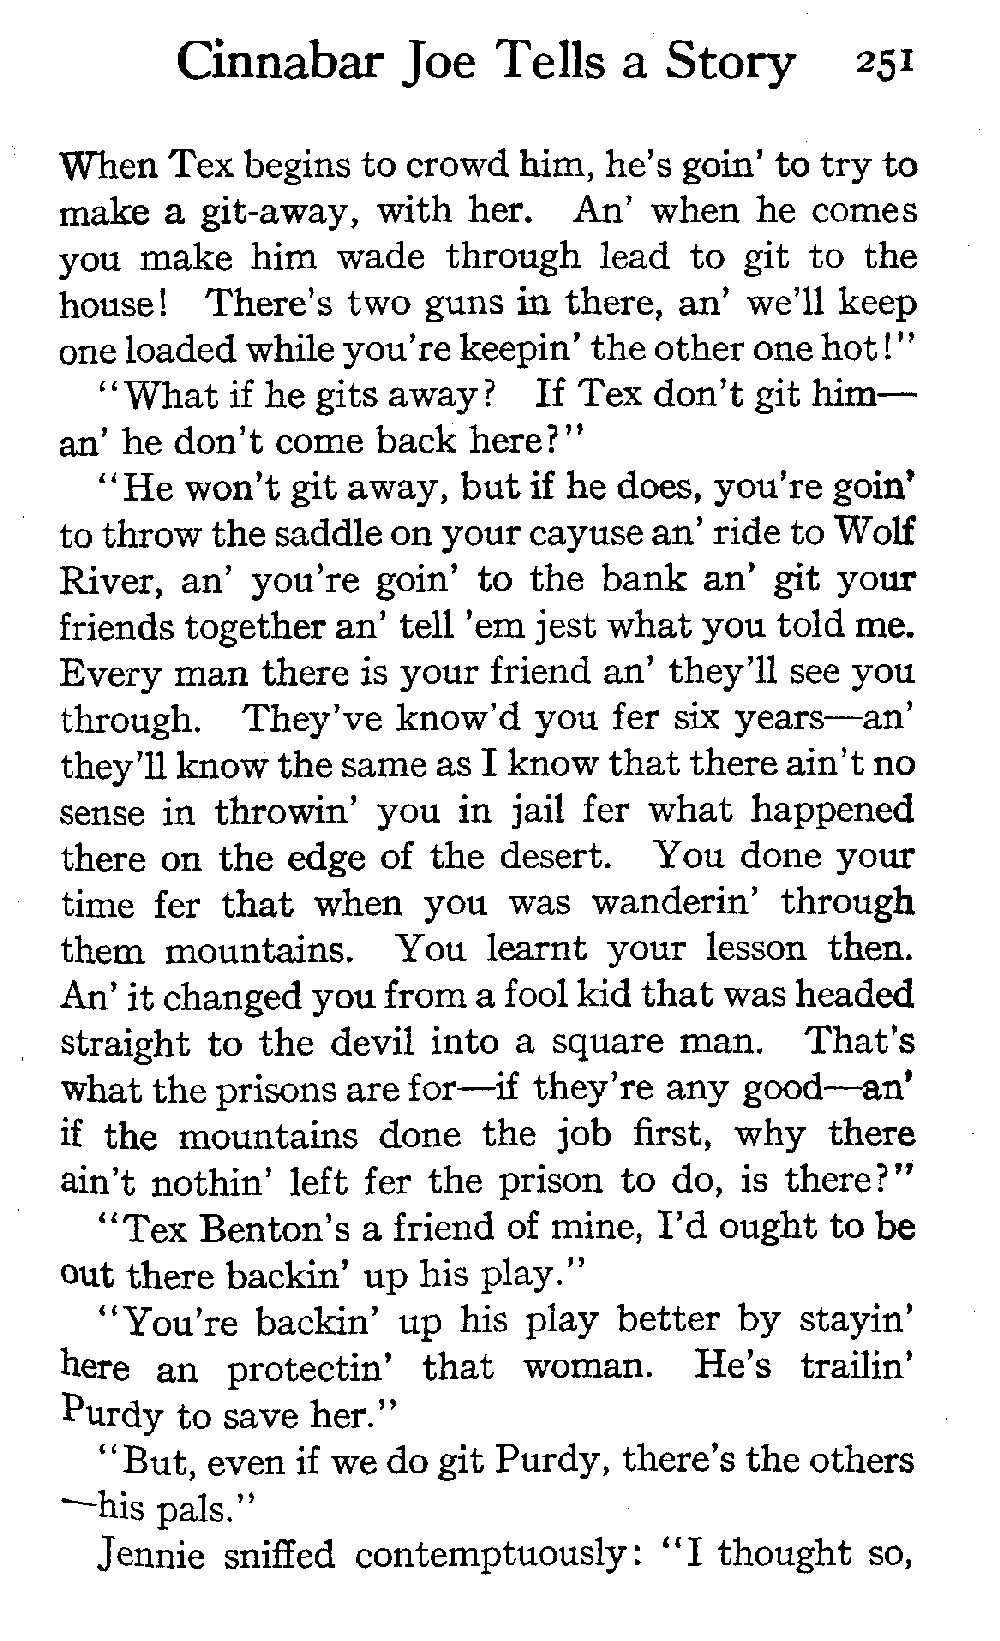 Cinnabar Joe Tells a Story 251
When Tex begins to crowd him, he's goin' to try to
make a git-away, with her. An' when he comes
you make him wade through lead to git to the
house! There's two guns in there, an' we'll keep
one loaded while you're keepin' the other one hot!"
"What if he gits away? If Tex don't git him—
an' he don't come back here?"
"He won't git away, but if he does, you're goin'
to throw the saddle on your cayuse an' ride to Wolf
River, an' you're goin' to the bank an' git your
friends together an' tell 'em jest what you told me.
Every man there is your friend an' they'll see you
through. They've know'd you fer six years—an'
they'll know the same as I know that there ain't no
sense in throwin' you in jail fer what happened
there on the edge of the desert. You done your
time fer that when you was wanderin' through
them mountains. You learnt your lesson then.
An' it changed you from a fool kid that was headed
straight to the devil into a square man. That's
what the prisons are for—if they're any good—an'
if the mountains done the job first, why there
ain't nothin' left fer the prison to do, is there?"
"Tex Benton's a friend of mine, I'd ought to be
out there backin' up his play."
"You're backin' up his play better by stayin'
here an protectin' that woman. He's trailin'
Purdy to save her."
"But, even if we do git Purdy, there's the others
—his pals."
Jennie sniffed contemptuously: "I thought so,